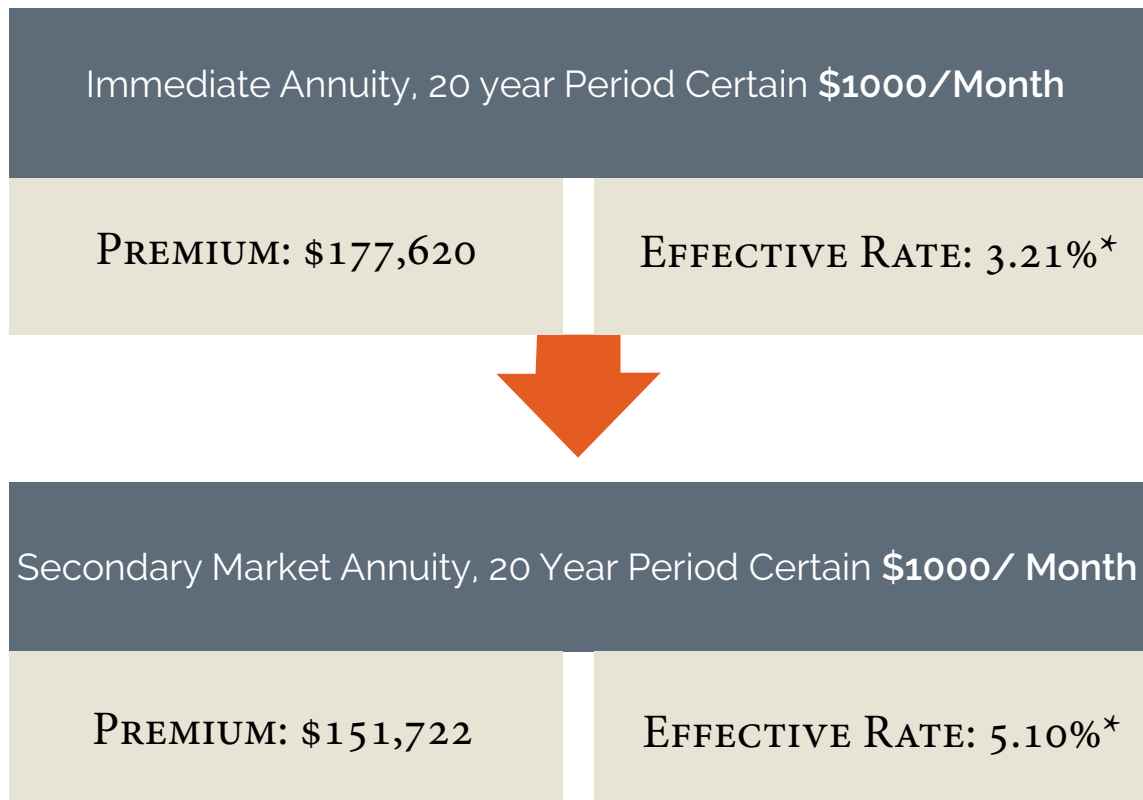 Immediate Annuity, 20 year Period Certain $1000/Month
Premium: $177,620
Effective Rate: 3.21%*
Secondary Market Annuity, 20 Year Period Certain $1000/ Month
Premium: $151,722
Effective Rate: 5.10%*